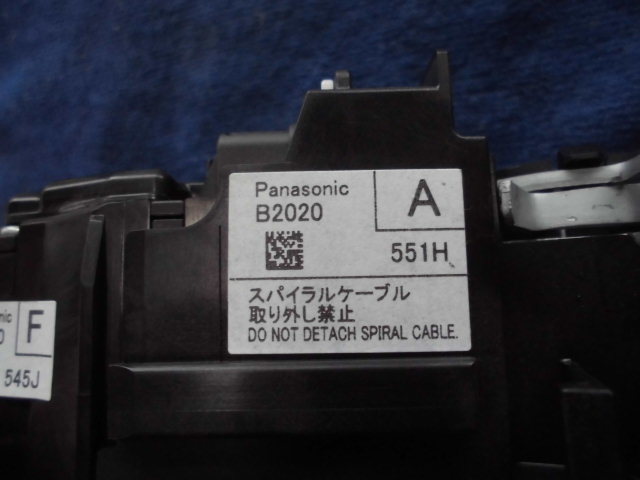 Panasonic
B2020
A
551H
スパイラルケーブル
取り外し禁止
DO NOT DETACH SPIRAL CABLE.
F
545J